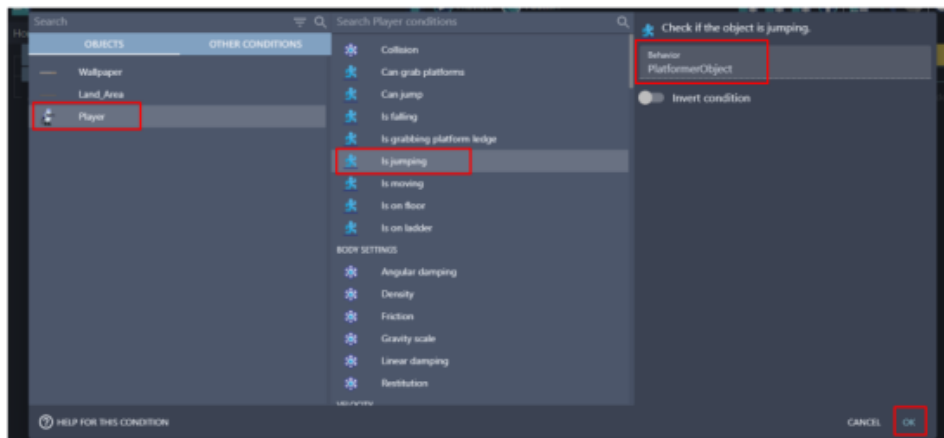 Search
OBJECTS
OTHER CONDITIONS
Wallpaper
Land_Area
Player
Search Player conditions
Collision
Can grab platforms
Can jump
Is falling
Is grabbing platform ledge
Is jumping
Is moving
Is on floor
Is on ladder
BODY SETTINGS
Angular damping
Density
Friction
Gravity scale
Linear damping
Restitution
VELOCITY
Check if the object is jumping.
Behavior
PlatformerObject
Invert condition
HELP FOR THIS CONDITION
CANCEL
OK